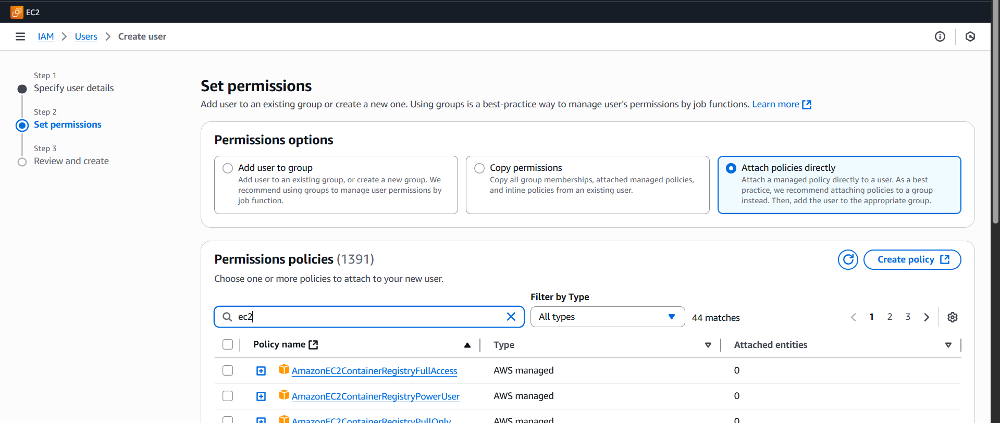 EC2
IAM > Users > Create user
Step 1
Specify user details
Step 2
Set permissions
Step 3
Review and create
Set permissions
Add user to an existing group or create a new one. Using groups is a best-practice way to manage user's permissions by job functions. Learn more
Permissions options
Add user to group
Add user to an existing group, or create a new group. We
recommend using groups to manage user permissions by
job function.
Copy permissions
Copy all group memberships, attached managed policies,
and inline policies from an existing user.
Attach policies directly
Attach a managed policy directly to a user. As a best
practice, we recommend attaching policies to a group
instead. Then, add the user to the appropriate group.
Permissions policies (1391)
Create policy
Choose one or more policies to attach to your new user.
Filter by Type
ec2
All types
44 matches
1 2 3
Policy name Type Attached entities
AmazonEC2ContainerRegistryFullAccess AWS managed 0
AmazonEC2ContainerRegistryPowerUser AWS managed 0
AmazonEC2ContainerRegistryPullOnly AWS managed 0